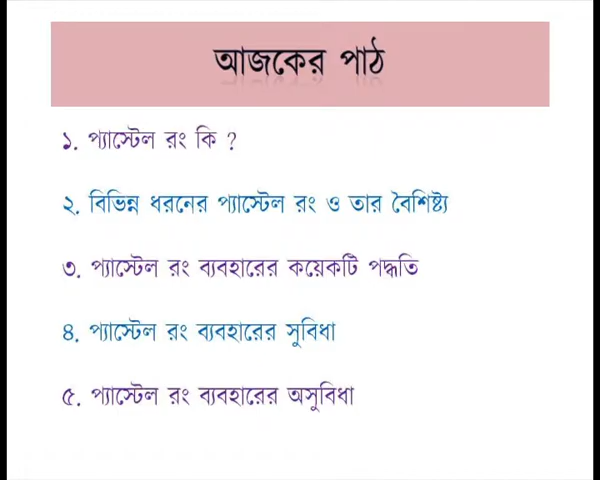 আজকের পাঠ
১. প্যাস্টেল রং কি ?
২. বিভিন্ন ধরনের প্যাস্টেল রং ও তার বৈশিষ্ট্য
৩. প্যাস্টেল রং ব্যবহারের কয়েকটি পদ্ধতি
৪. প্যাস্টেল রং ব্যবহারের সুবিধা
৫. প্যাস্টেল রং ব্যবহারের অসুবিধা